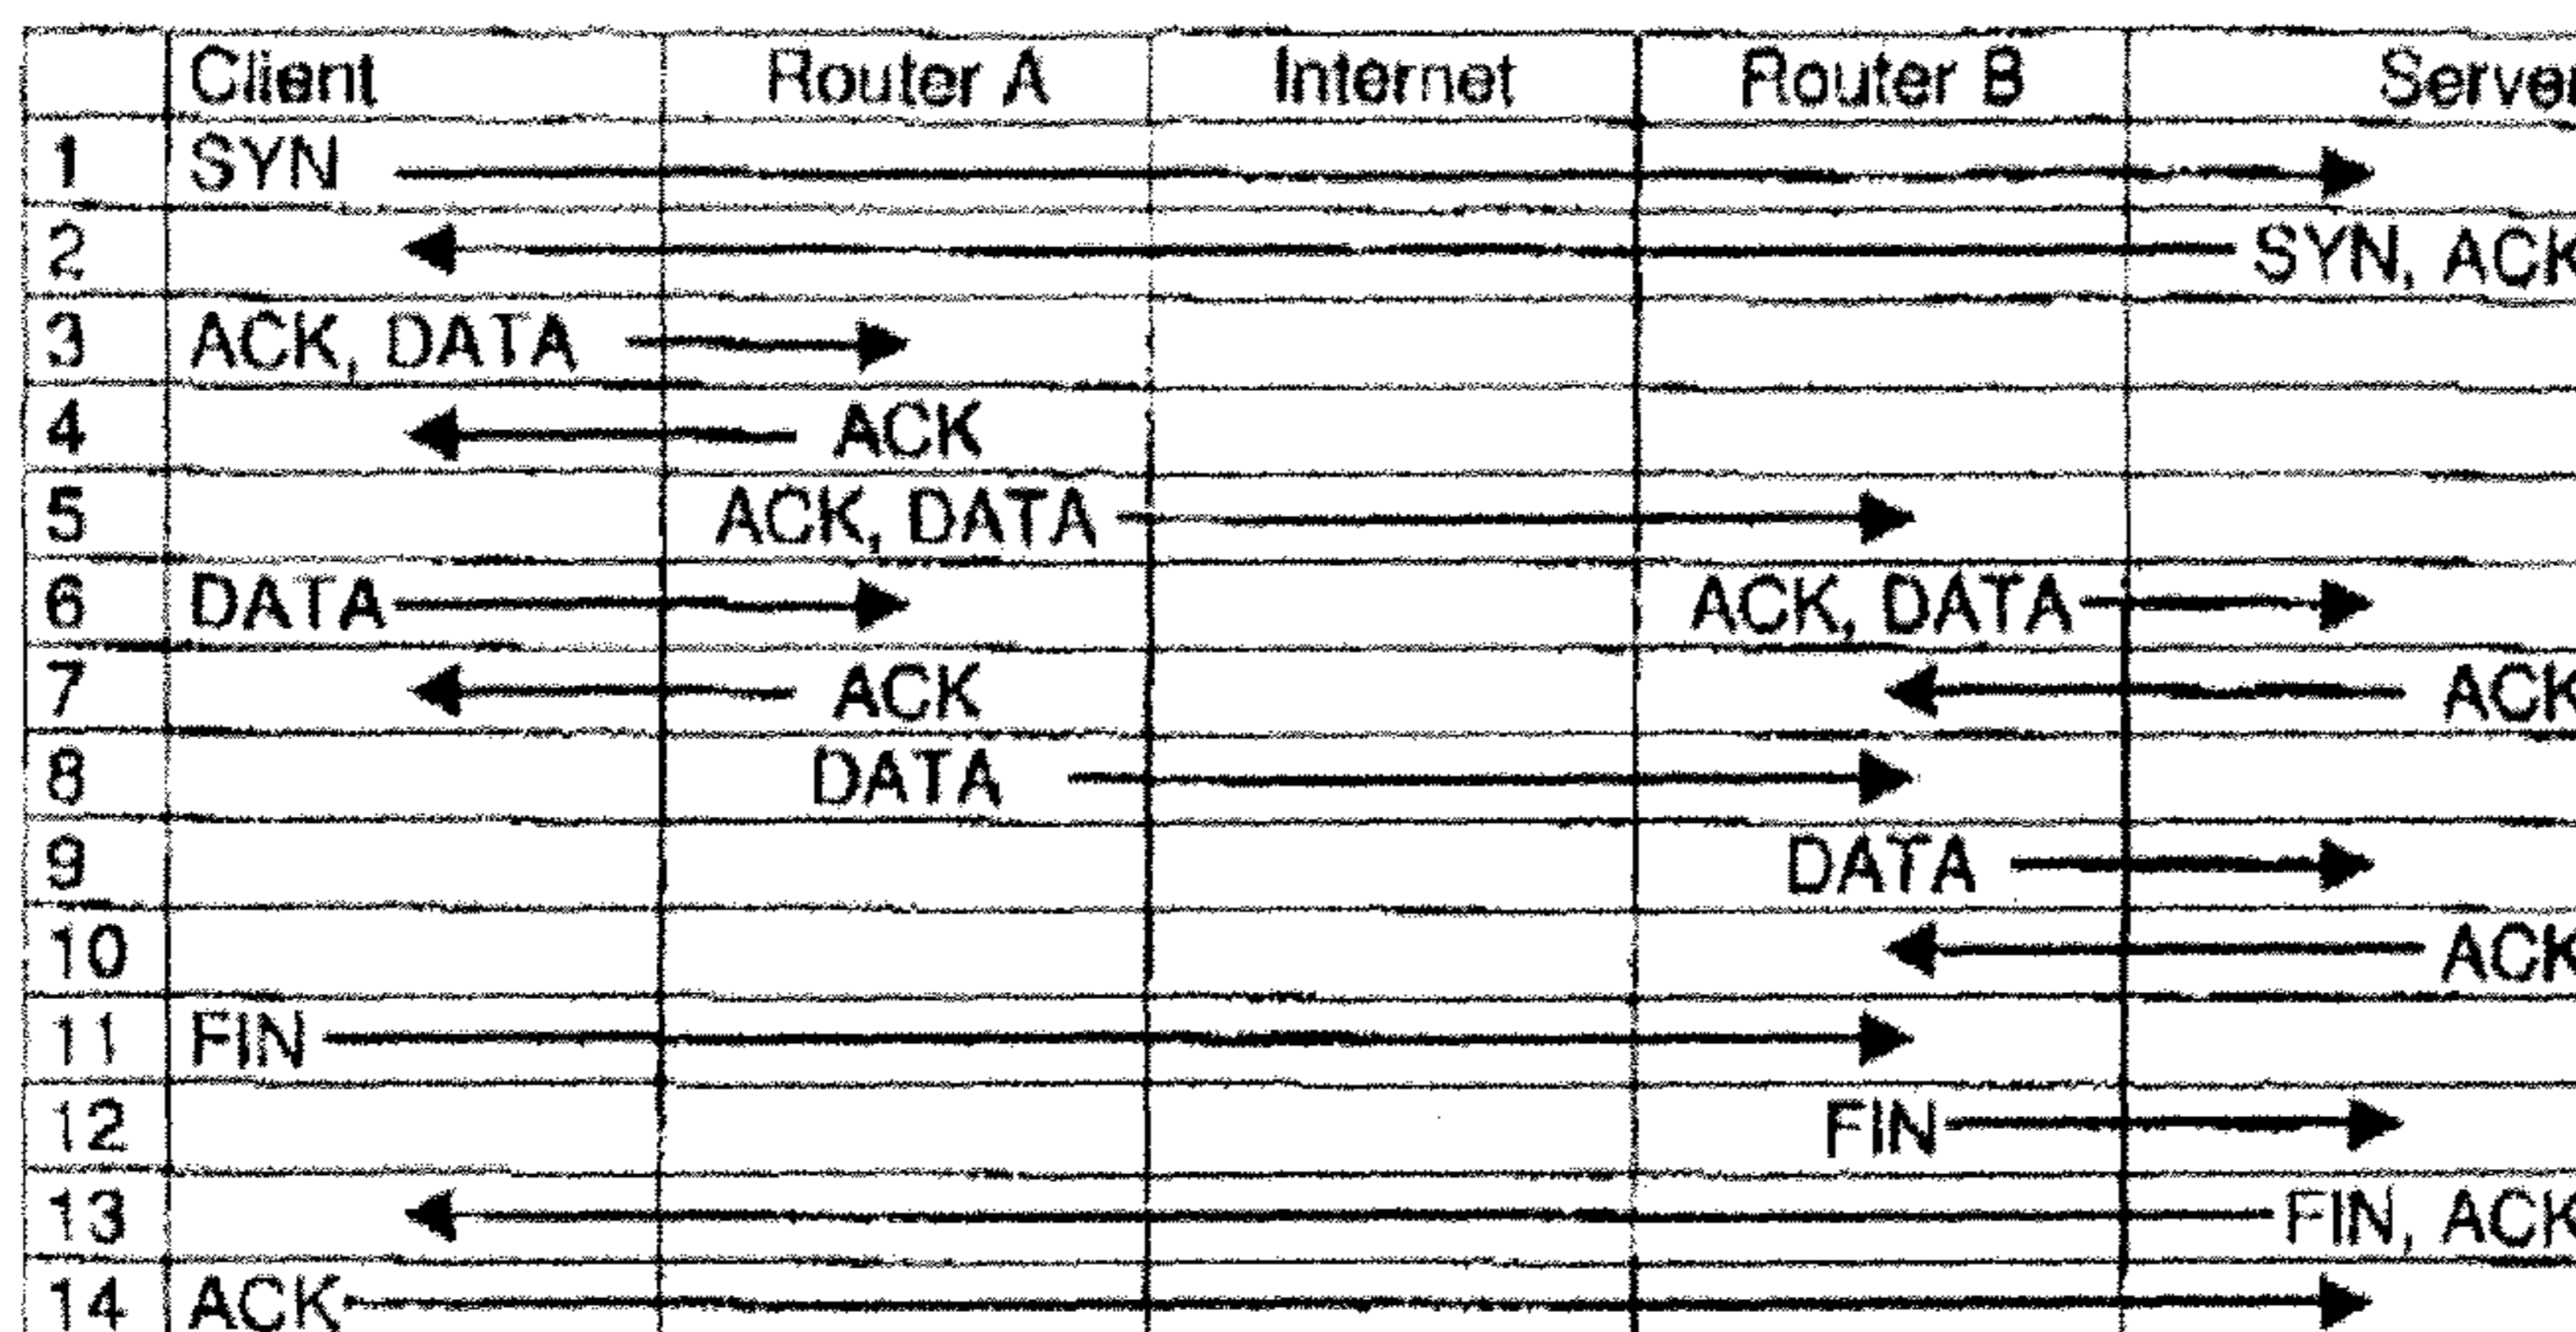 Client Router A Internet Router B Server
1 SYN
2 SYN, ACK
3 ACK, DATA
4 ACK
5 ACK, DATA
6 DATA ACK, DATA
7 ACK ACK
8 DATA
9 DATA
10 ACK
11 FIN
12 FIN
13 FIN, ACK
14 ACK